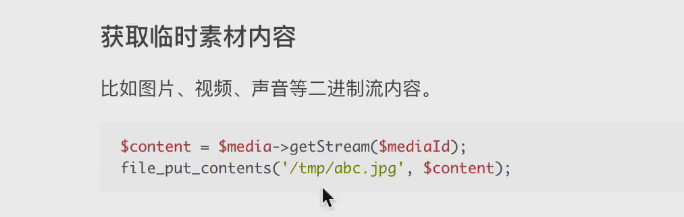 获取临时素材内容
比如图片、视频、声音等二进制流内容。
$content = $media->getStream($mediaId);
file_put_contents('/tmp/abc.jpg', $content);